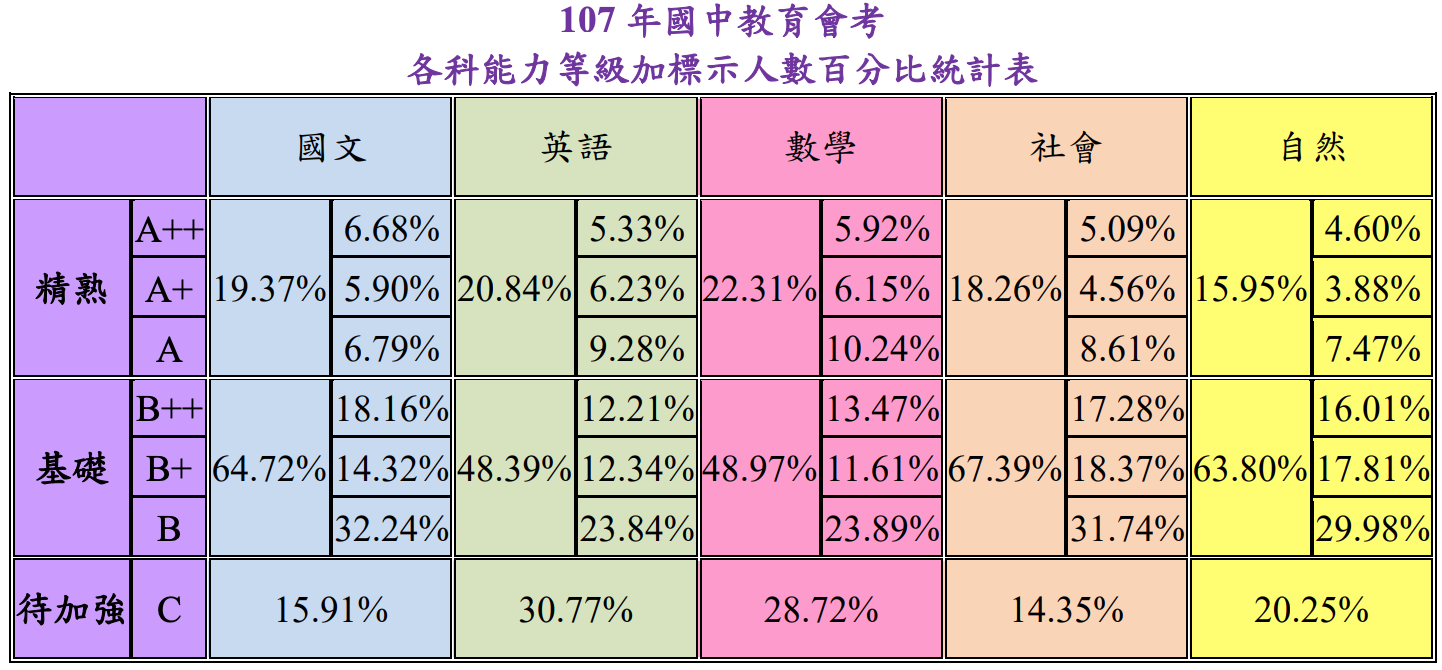 107 年國中教育會考
各科能力等級加標示人數百分比統計表
國文 英語 數學 社會 自然
精熟 A++ 19.37% 6.68% 20.84% 5.33% 22.31% 5.92% 18.26% 5.09% 15.95% 4.60%
A+ 5.90% 6.23% 6.15% 4.56% 3.88%
A 6.79% 9.28% 10.24% 8.61% 7.47%
基礎 B++ 64.72% 18.16% 48.39% 12.21% 48.97% 13.47% 67.39% 17.28% 63.80% 16.01%
B+ 14.32% 12.34% 11.61% 18.37% 17.81%
B 32.24% 23.84% 23.89% 31.74% 29.98%
待加強 C 15.91% 30.77% 28.72% 14.35% 20.25%